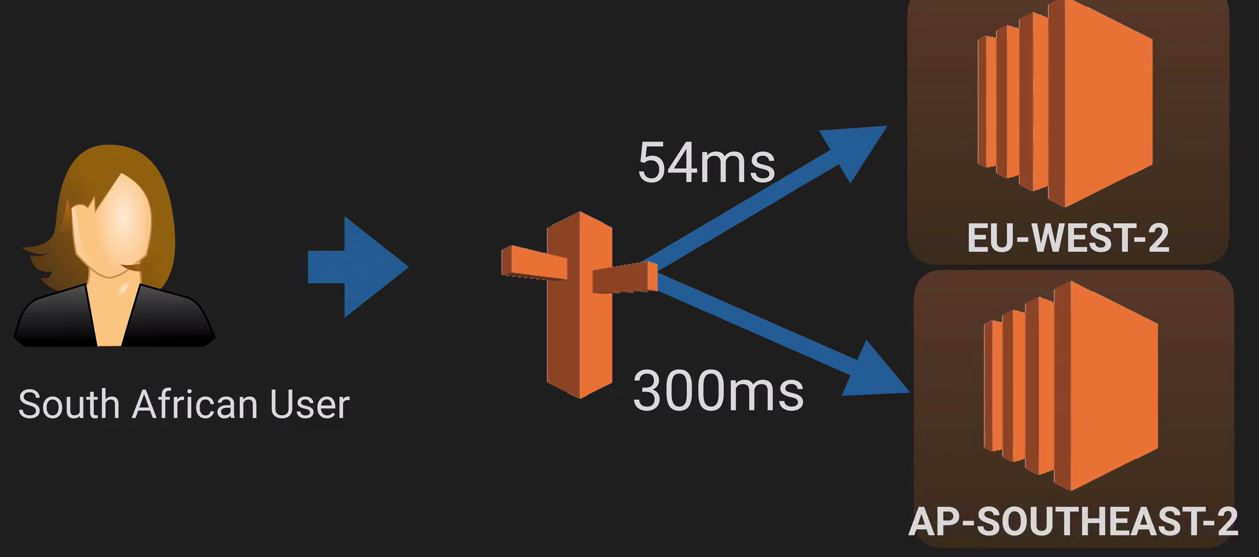 54ms
EU-WEST-2
South African User
300ms
AP-SOUTHEAST-2